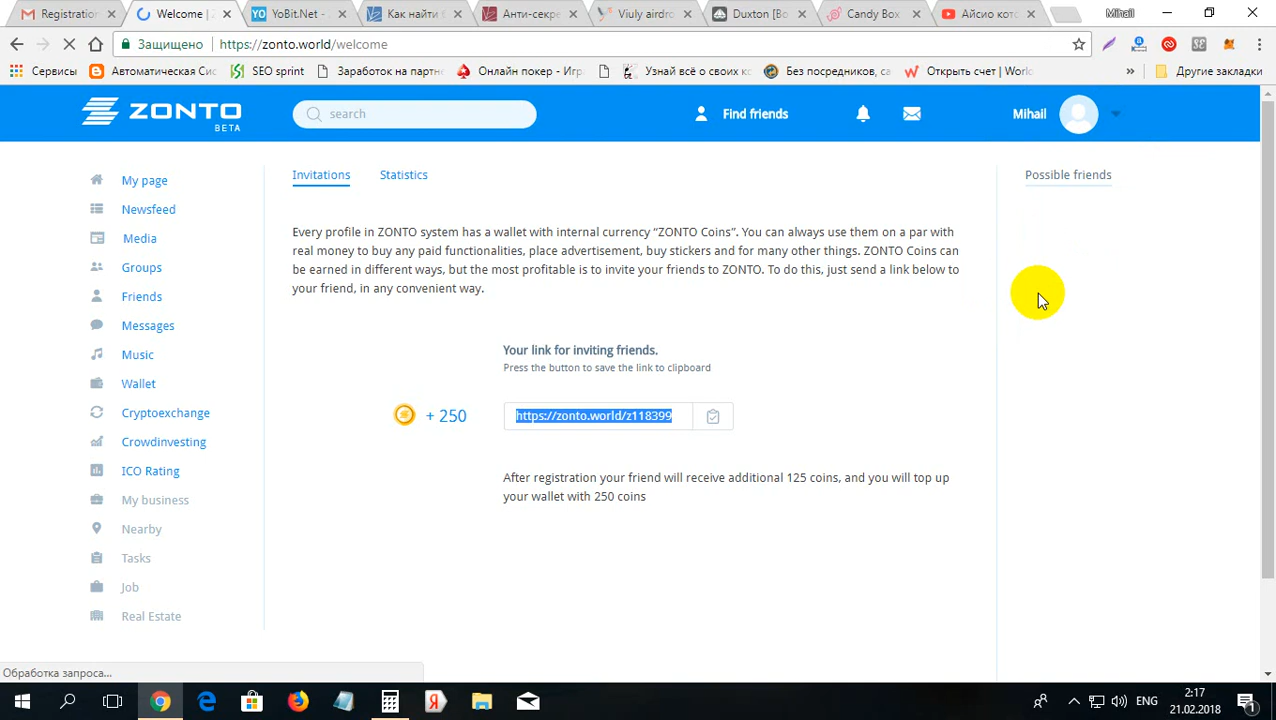 Registration
Welcome |
YoBit.Net -
Как найти б
Анти-секре
Viuly airdro
Duxton [Bo
Candy Box
Айсио кото
Mihail
Защищено
https://zonto.world/welcome
Сервисы
Автоматическая Сис
SEO sprint
Заработок на партн
Онлайн покер - Игра
Узнай всё о своих ко
Без посредников, са
Открыть счет | Worl
»
Другие закладки
ZONTO
BETA
search
Find friends
Mihail
My page
Newsfeed
Media
Groups
Friends
Messages
Music
Wallet
Cryptoexchange
Crowdinvesting
ICO Rating
My business
Nearby
Tasks
Job
Real Estate
Invitations
Statistics
Every profile in ZONTO system has a wallet with internal currency “ZONTO Coins”. You can always use them on a par with
real money to buy any paid functionalities, place advertisement, buy stickers and for many other things. ZONTO Coins can
be earned in different ways, but the most profitable is to invite your friends to ZONTO. To do this, just send a link below to
your friend, in any convenient way.
Your link for inviting friends.
Press the button to save the link to clipboard
+ 250
https://zonto.world/z118399
After registration your friend will receive additional 125 coins, and you will top up
your wallet with 250 coins
Possible friends
Обработка запроса...
ENG
2:17
21.02.2018